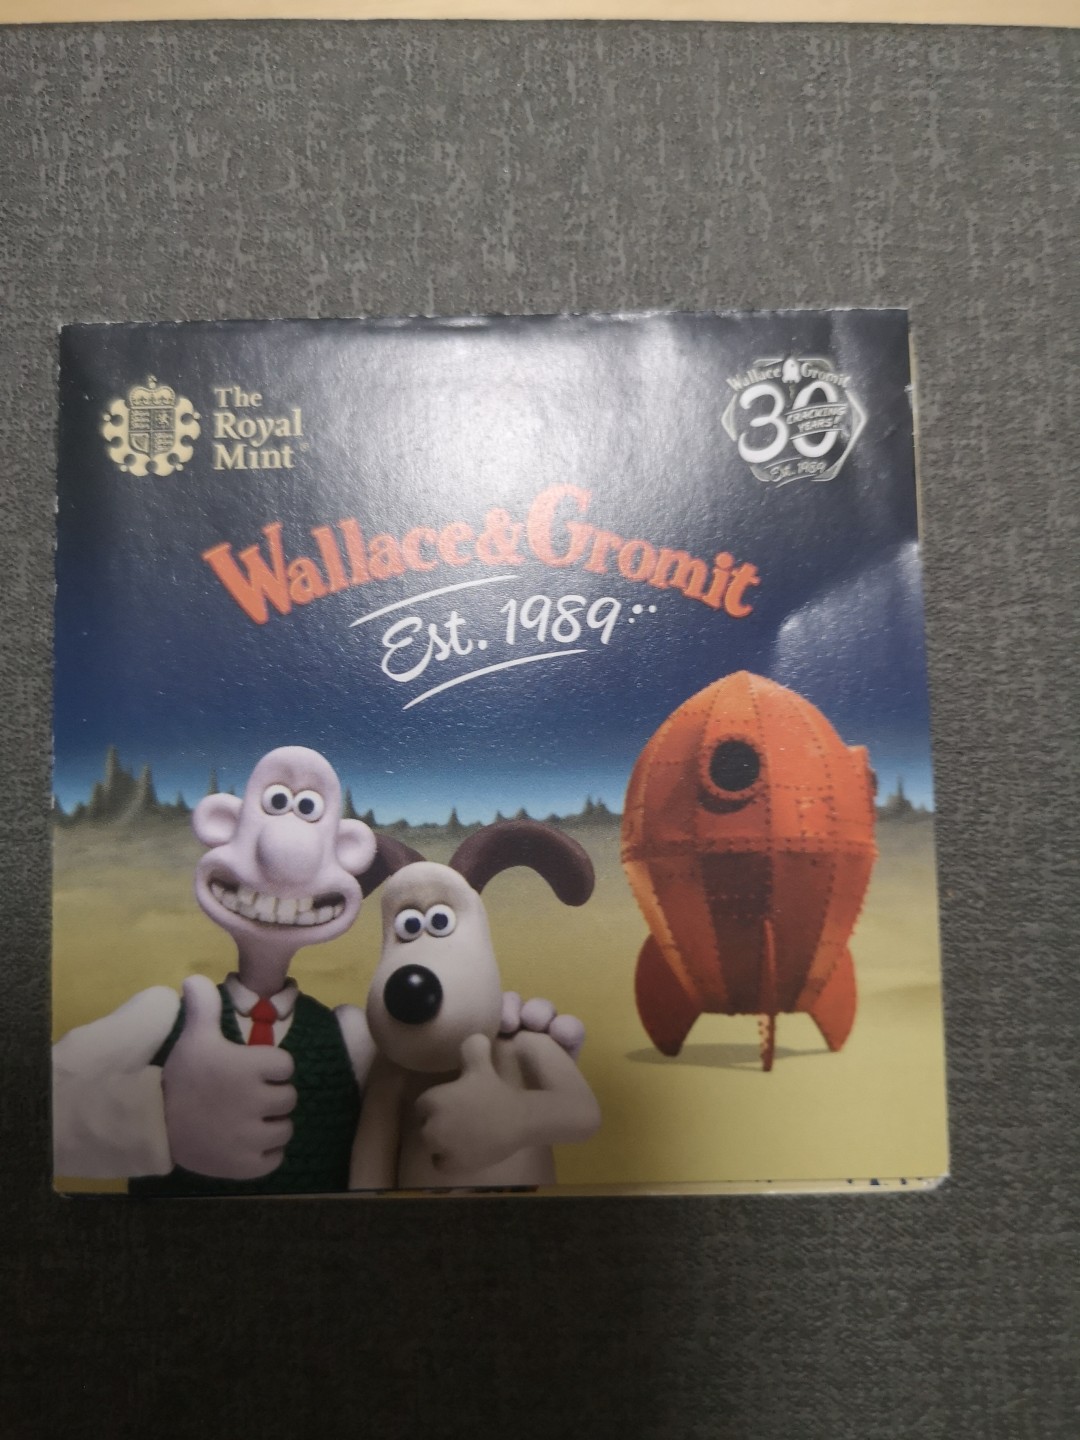 The
Royal
Mint®
Wallace Gromit
30
CRACKING
YEARS!
Est. 1989
Wallace & Gromit
Est. 1989